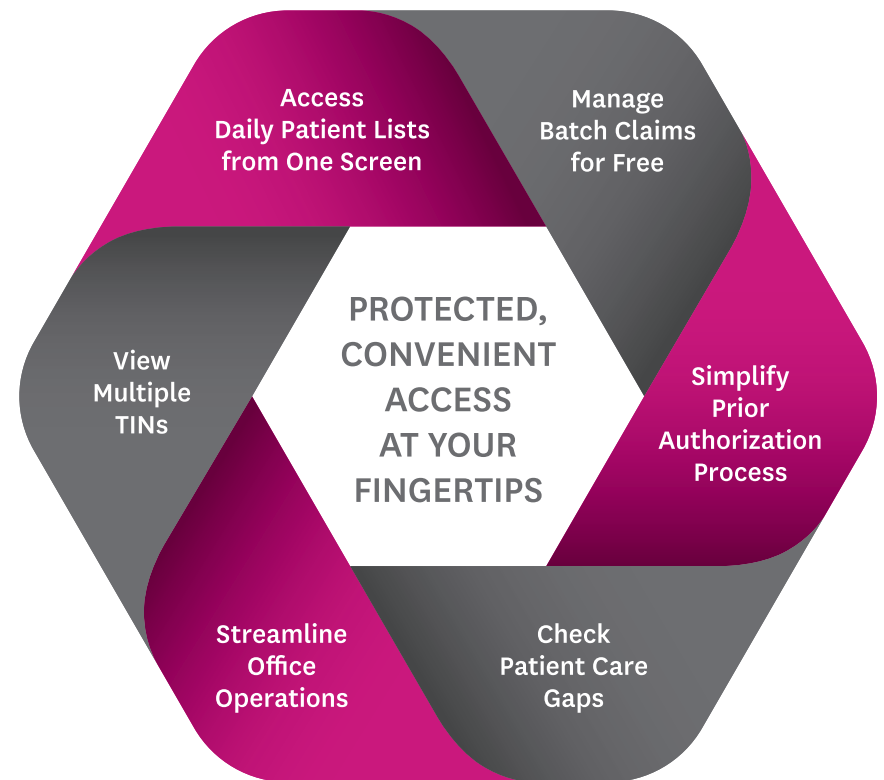 Access
Daily Patient Lists
from One Screen
Manage
Batch Claims
for Free
Simplify
Prior
Authorization
Process
Check
Patient Care
Gaps
Streamline
Office
Operations
View
Multiple
TINs
PROTECTED,
CONVENIENT
ACCESS
AT YOUR
FINGERTIPS